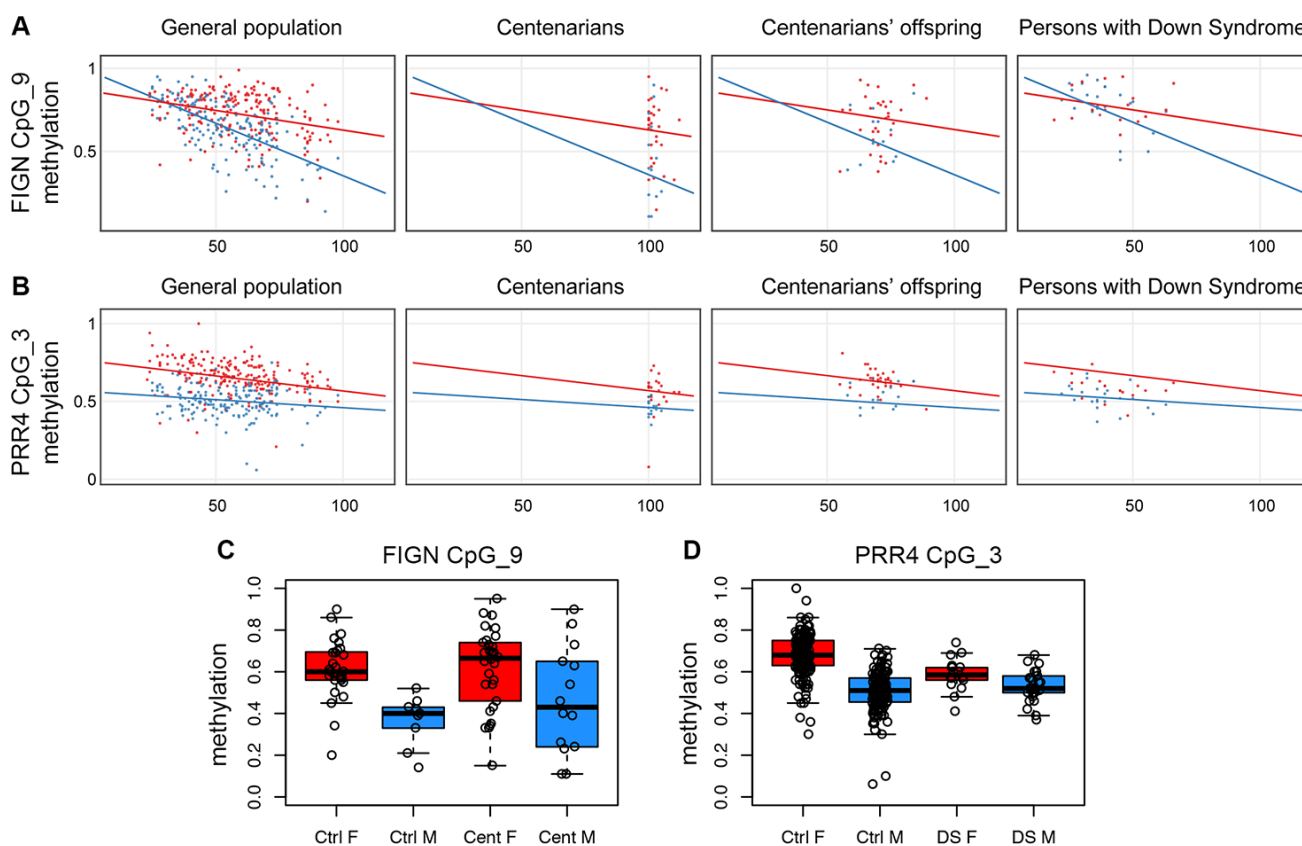 A
General population
Centenarians
Centenarians' offspring
Persons with Down Syndrome
FIGN CpG_9
methylation
1
0.5
50
100
50
100
50
100
50
100
B
General population
Centenarians
Centenarians' offspring
Persons with Down Syndrome
PRR4 CpG_3
methylation
1
0.5
0
50
100
50
100
50
100
50
100
C
FIGN CpG_9
methylation
1.0
0.8
0.6
0.4
0.2
0.0
Ctrl F
Ctrl M
Cent F
Cent M
D
PRR4 CpG_3
methylation
1.0
0.8
0.6
0.4
0.2
0.0
Ctrl F
Ctrl M
DS F
DS M